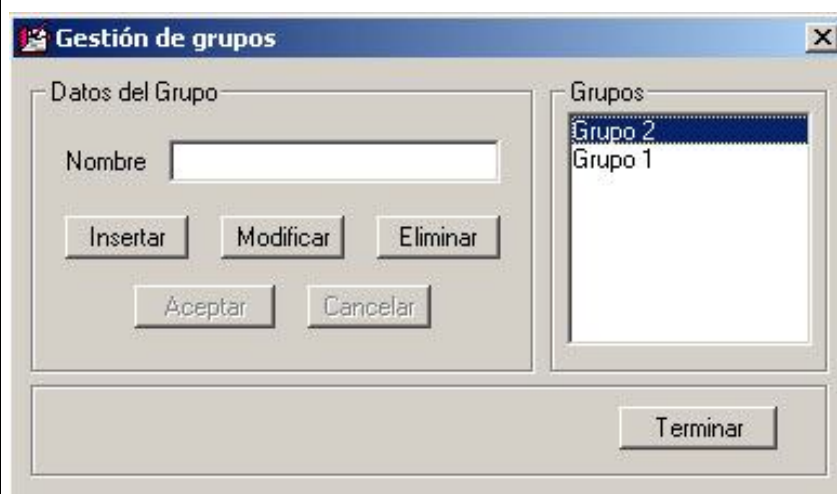 Gestión de grupos
Datos del Grupo
Nombre
Insertar Modificar Eliminar
Aceptar Cancelar
Grupos
Grupo 2
Grupo 1
Terminar